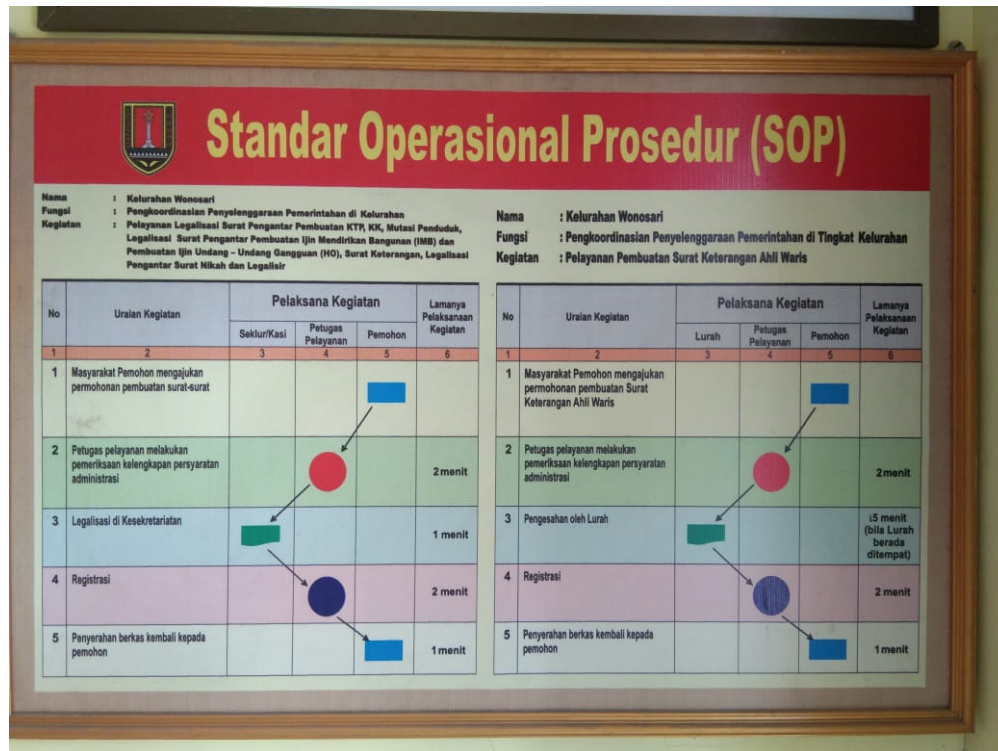 Standar Operasional Prosedur (SOP)
Nama : Kelurahan Wonosari
Fungsi : Pengkoordinasian Penyelenggaraan Pemerintahan di Kelurahan
Kegiatan : Pelayanan Legalisasi Surat Pengantar Pembuatan KTP, KK, Mutasi Penduduk,
Legalisasi Surat Pengantar Pembuatan Ijin Mendirikan Bangunan (IMB) dan
Pembuatan Ijin Undang – Undang Gangguan (HO), Surat Keterangan, Legalisasi
Pengantar Surat Nikah dan Legalisir
No Uraian Kegiatan Pelaksana Kegiatan Lamanya
Pelaksanaan
Kegiatan
Seklur/Kasi Petugas
Pelayanan Pemohon
1 2 3 4 5 6
1 Masyarakat Pemohon mengajukan
permohonan pembuatan surat-surat
2 Petugas pelayanan melakukan
pemeriksaan kelengkapan persyaratan
administrasi 2 menit
3 Legalisasi di Kesekretariatan 1 menit
4 Registrasi 2 menit
5 Penyerahan berkas kembali kepada
pemohon 1 menit
Nama : Kelurahan Wonosari
Fungsi : Pengkoordinasian Penyelenggaraan Pemerintahan di Tingkat Kelurahan
Kegiatan : Pelayanan Pembuatan Surat Keterangan Ahli Waris
No Uraian Kegiatan Pelaksana Kegiatan Lamanya
Pelaksanaan
Kegiatan
Lurah Petugas
Pelayanan Pemohon
1 2 3 4 5 6
1 Masyarakat Pemohon mengajukan
permohonan pembuatan Surat
Keterangan Ahli Waris
2 Petugas pelayanan melakukan
pemeriksaan kelengkapan persyaratan
administrasi 2 menit
3 Pengesahan oleh Lurah menit
(bila Lurah
berada
ditempat)
4 Registrasi 2 menit
5 Penyerahan berkas kembali kepada
pemohon 1 menit